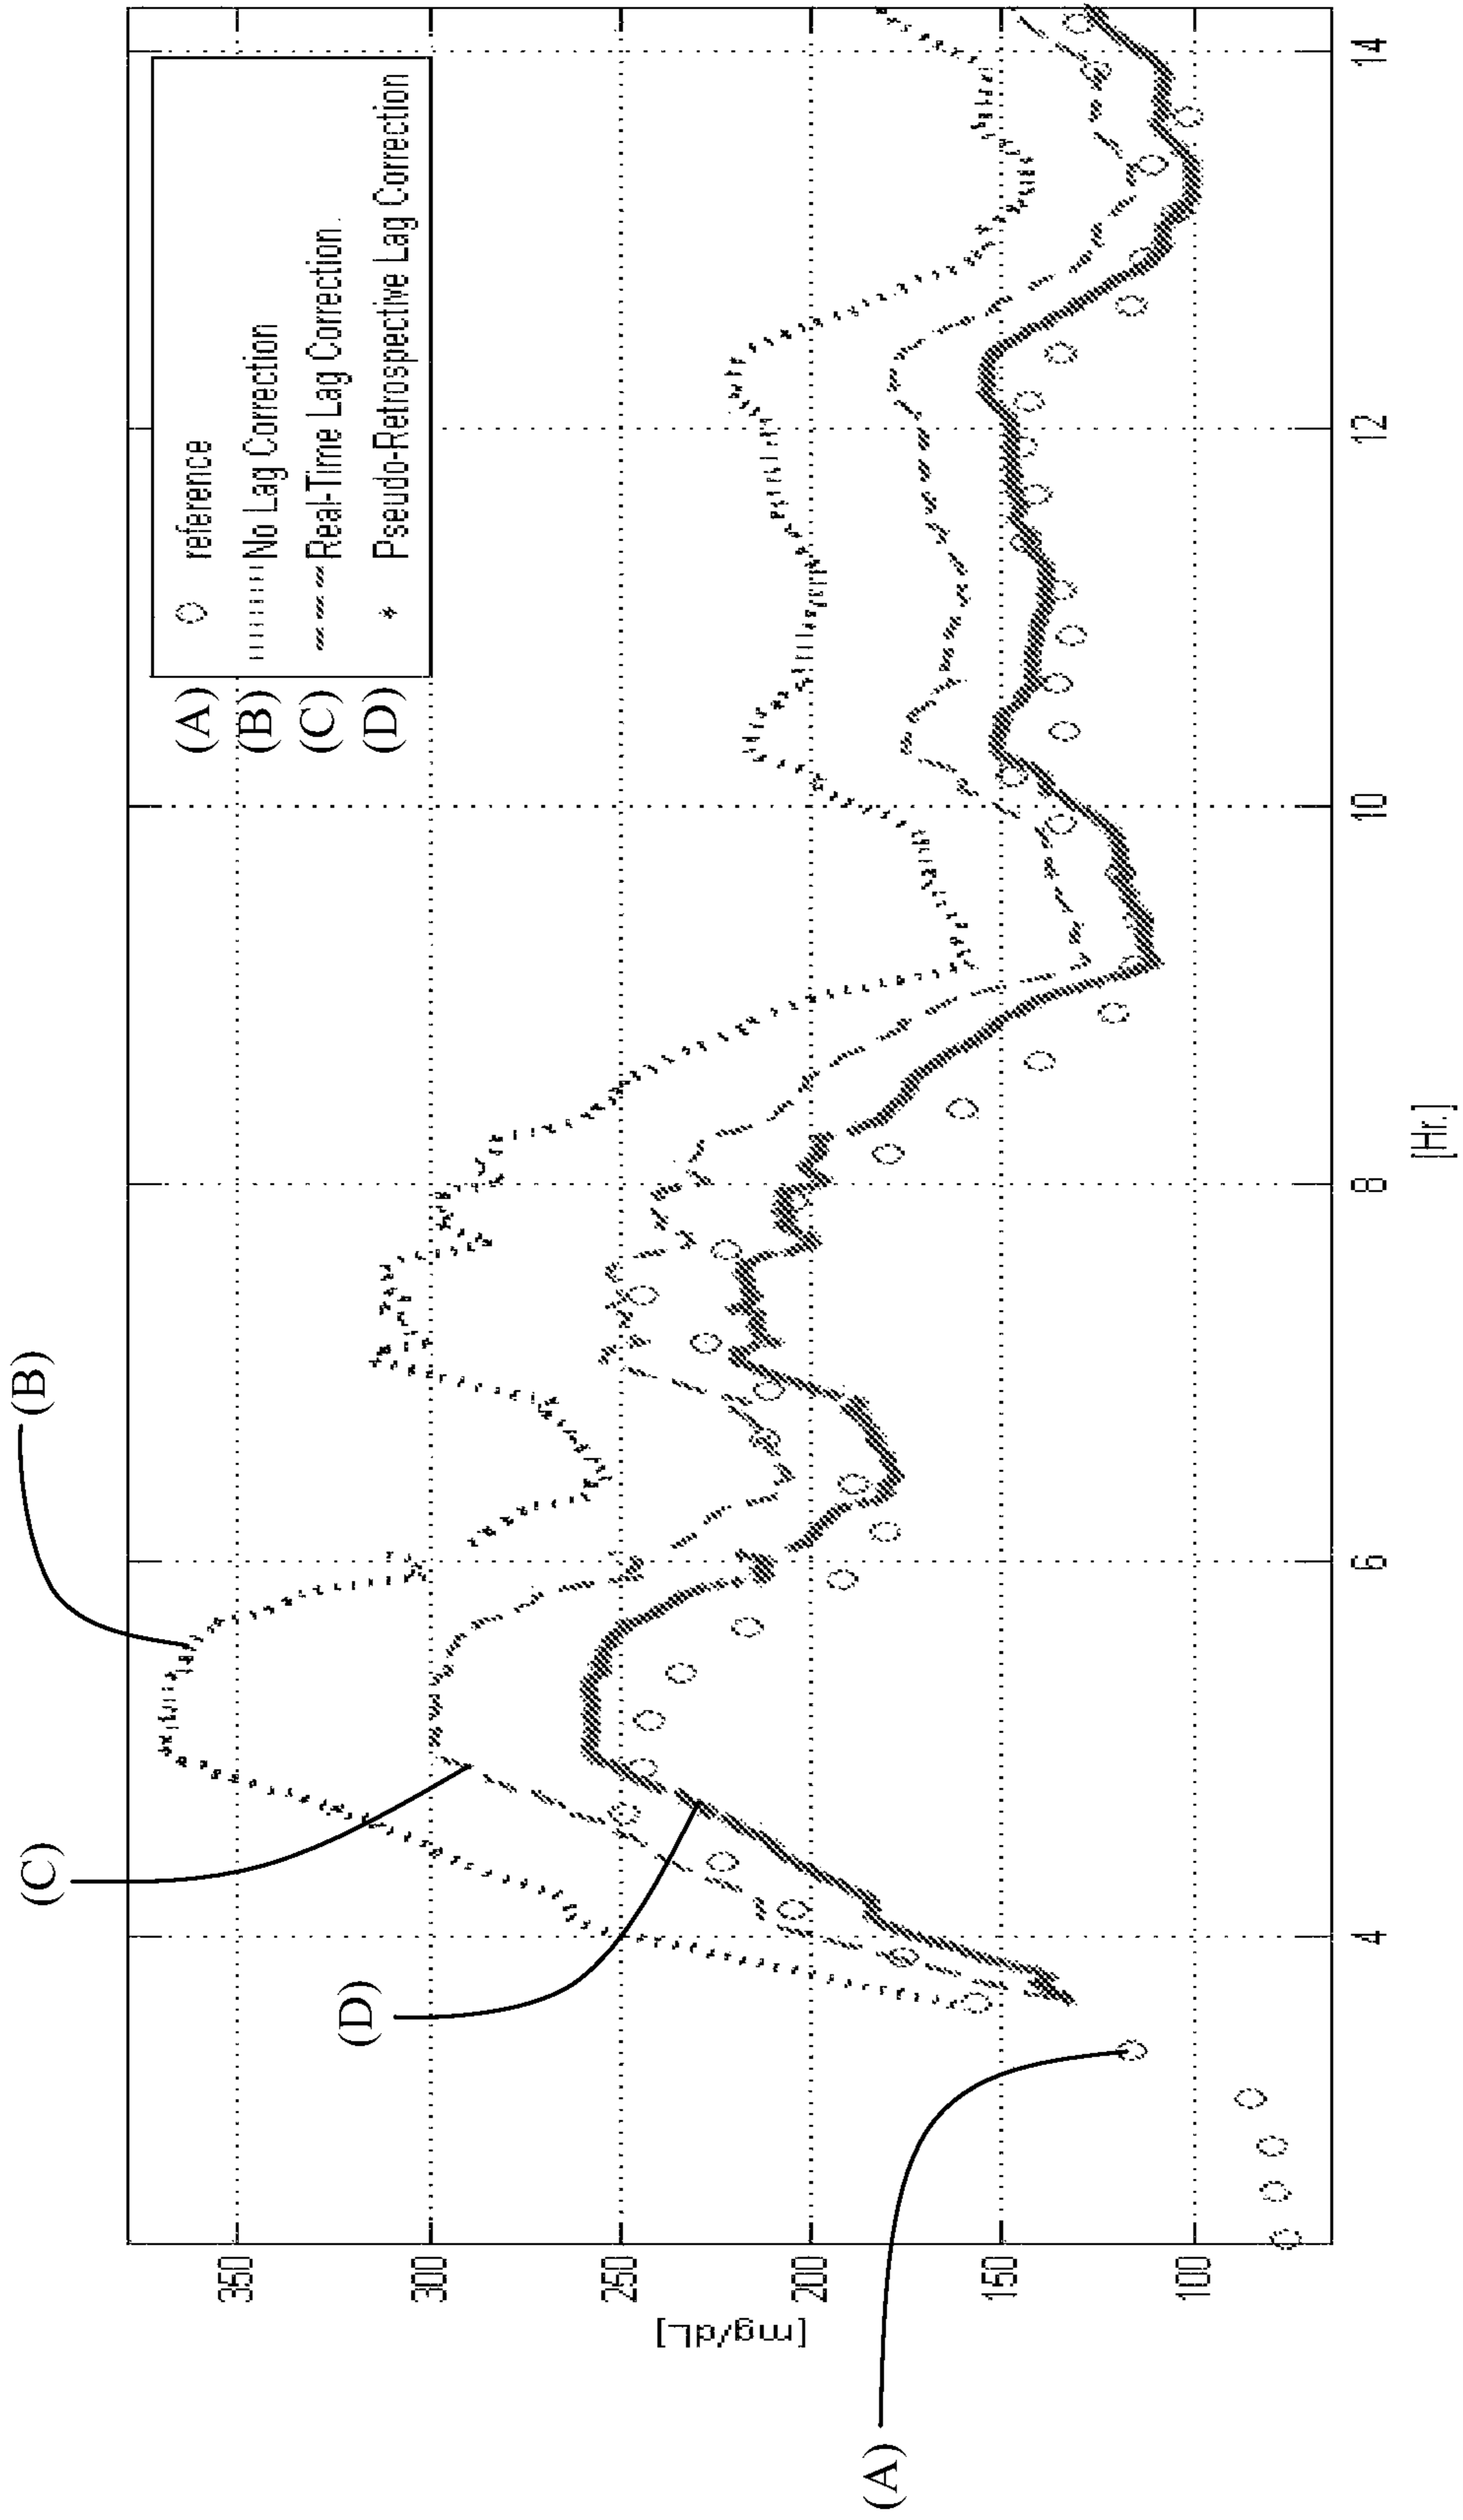 (B)
(C)
(D)
(A)
(A) reference
(B) No Lag Correction
(C) Real-Time Lag Correction.
(D) Pseudo-Retrospective Lag Correction
[mg/dL]
350
300
250
200
150
100
4
6
8
10
12
14
[Hr.]